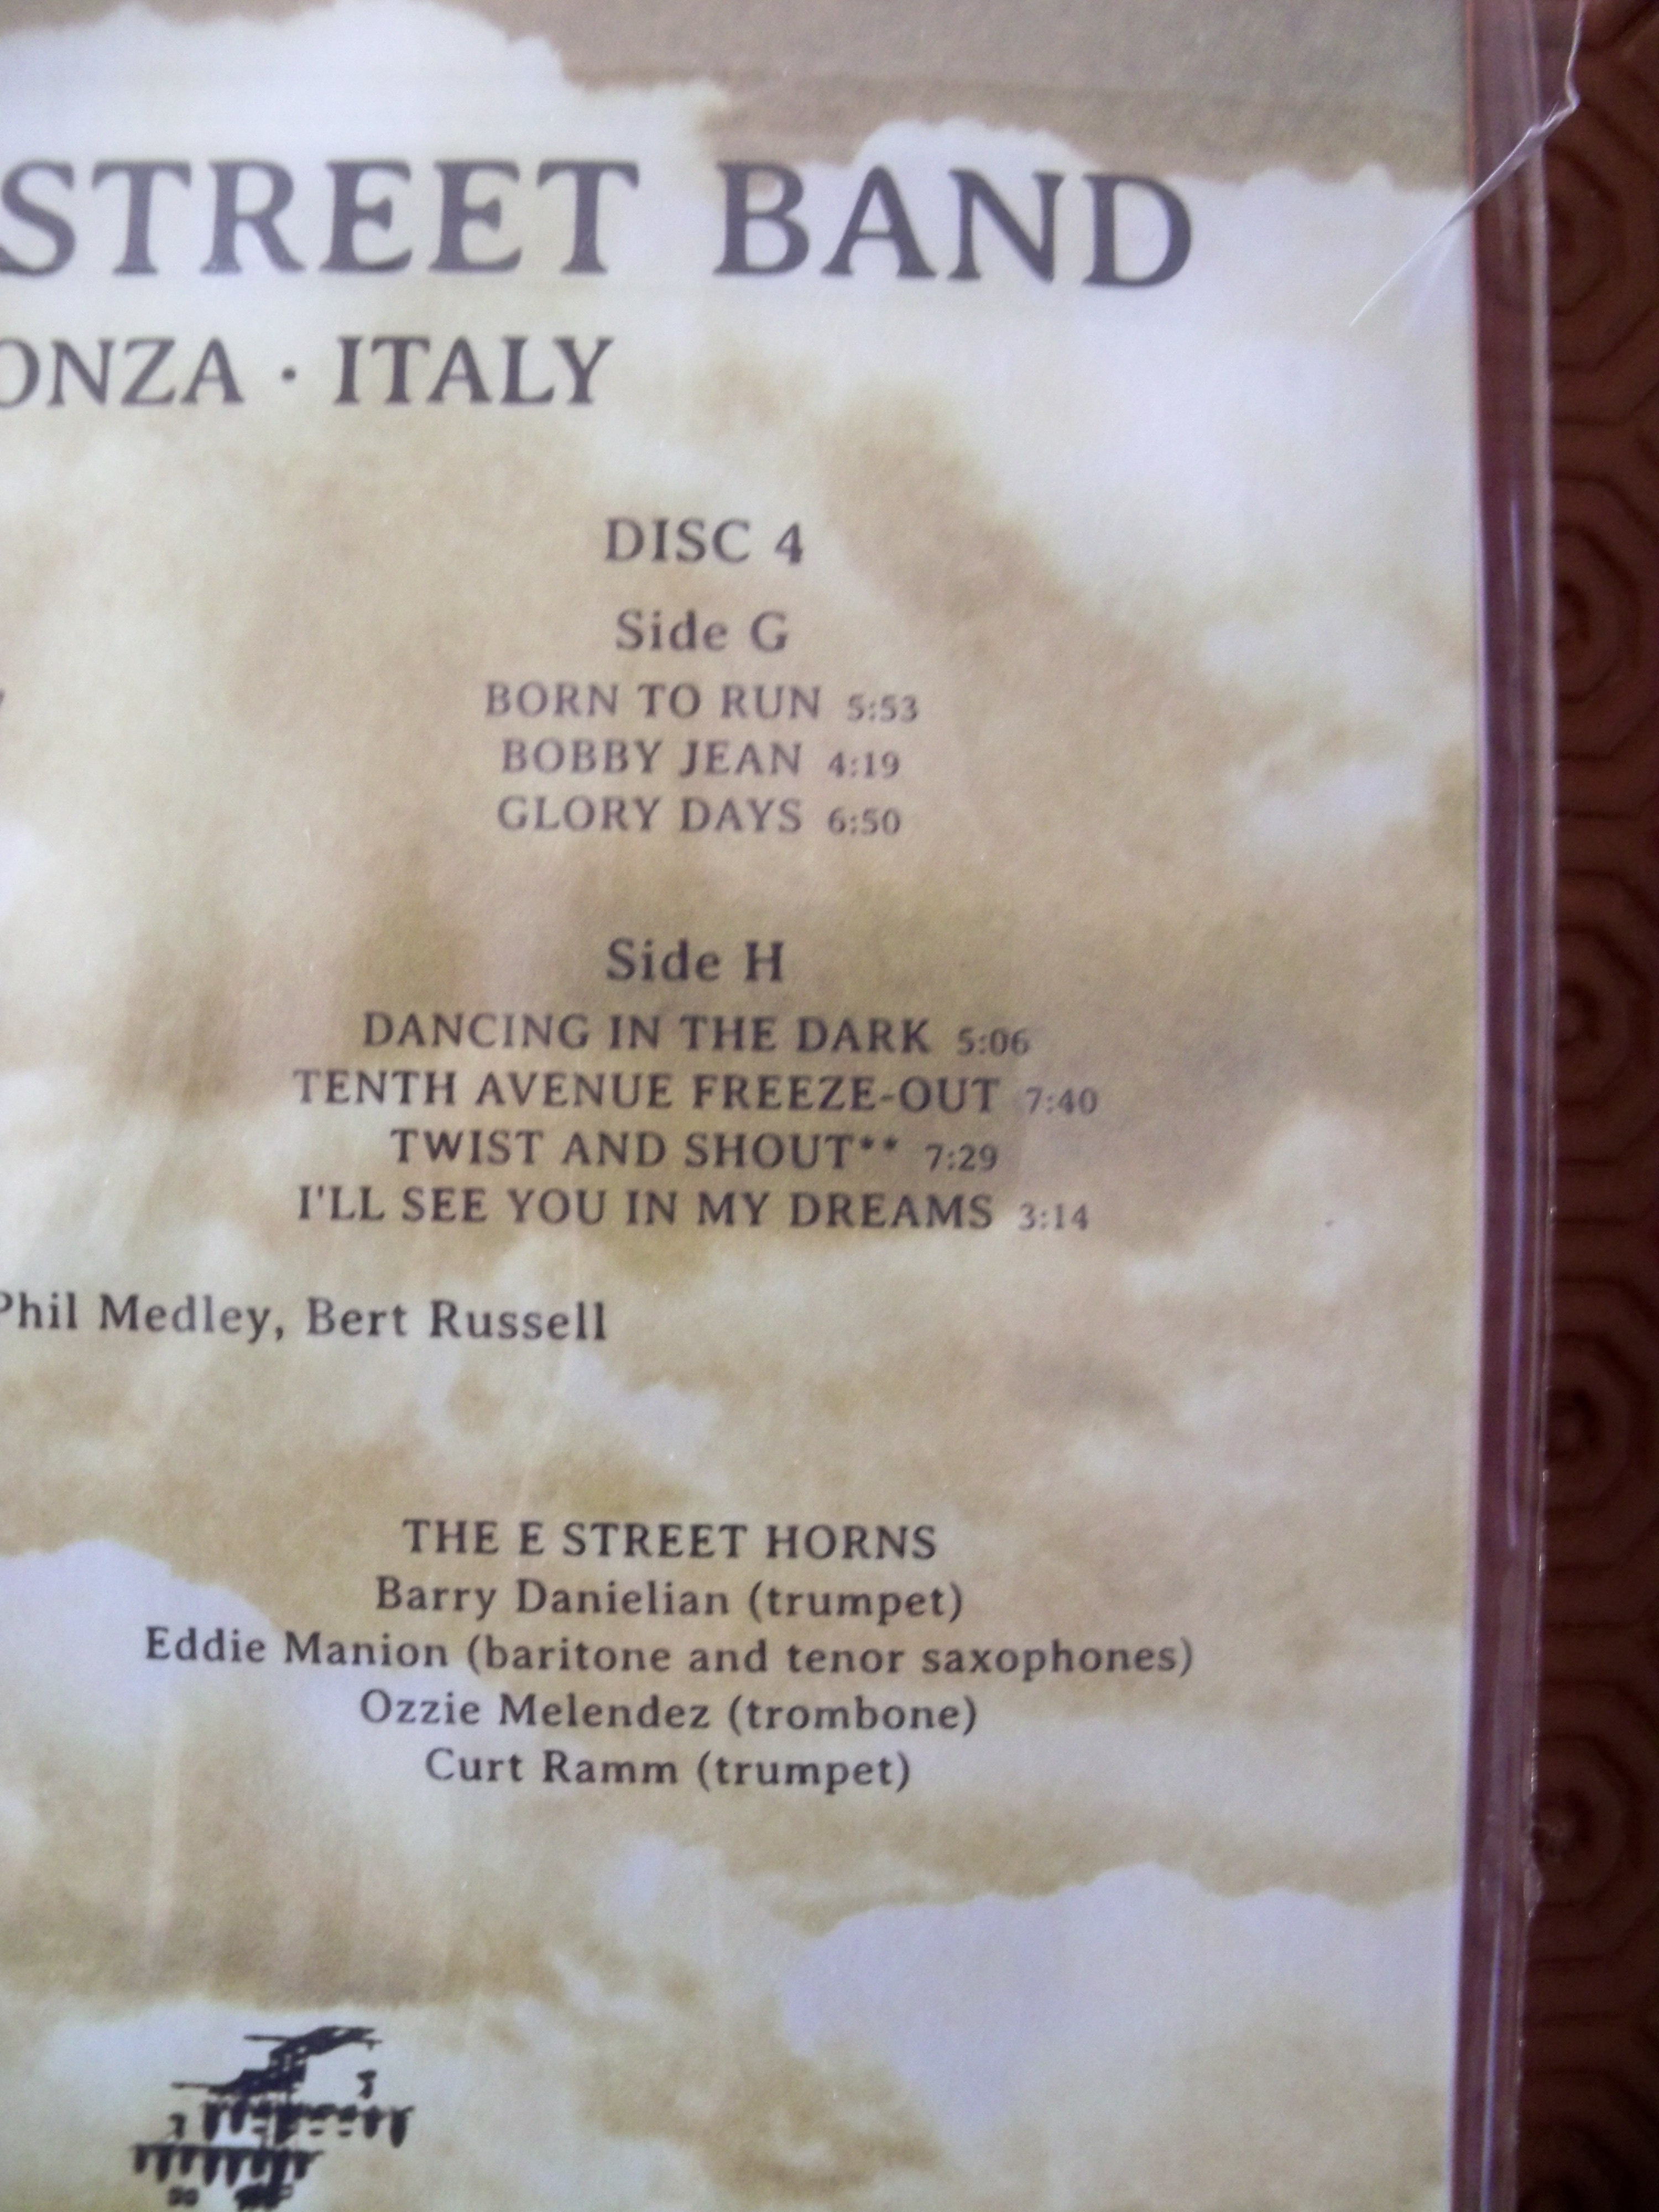 STREET BAND
ONZA · ITALY
DISC 4
Side G
BORN TO RUN 5:53
BOBBY JEAN 4:19
GLORY DAYS 6:50
Side H
DANCING IN THE DARK 5:06
TENTH AVENUE FREEZE-OUT 7:40
TWIST AND SHOUT** 7:29
I'LL SEE YOU IN MY DREAMS 3:14
Phil Medley, Bert Russell
THE E STREET HORNS
Barry Danielian (trumpet)
Eddie Manion (baritone and tenor saxophones)
Ozzie Melendez (trombone)
Curt Ramm (trumpet)